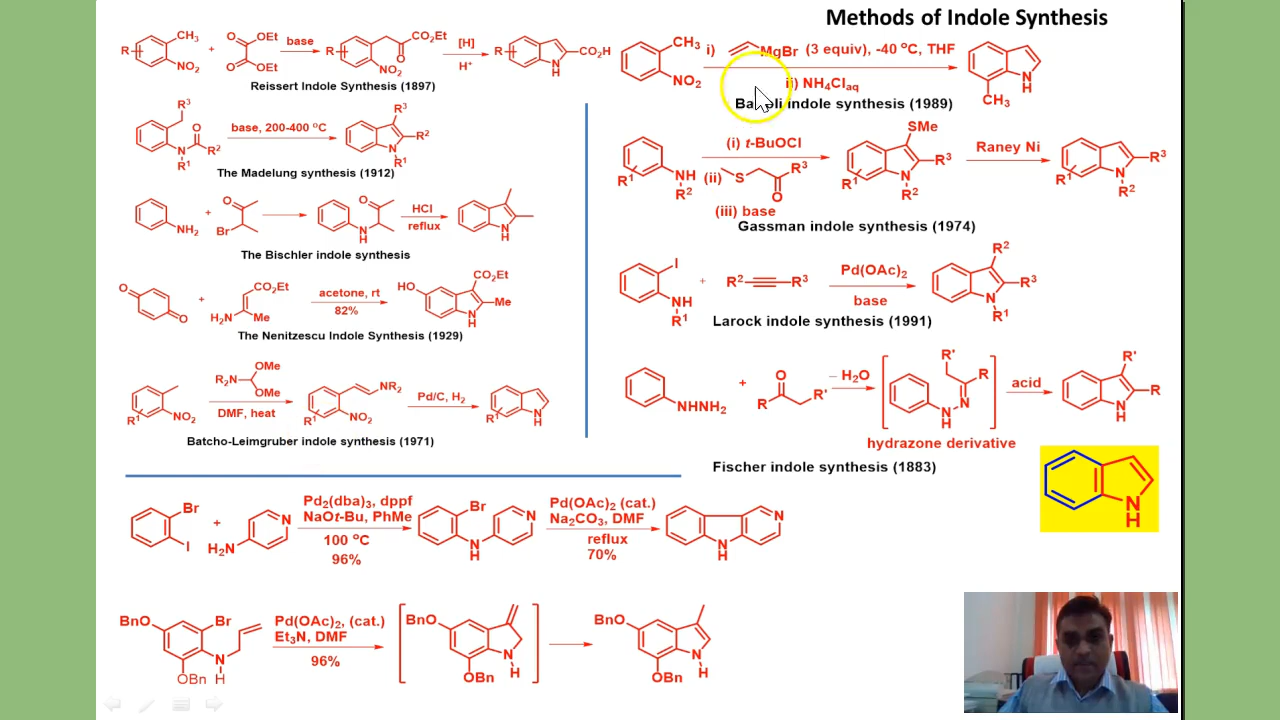 Methods of Indole Synthesis
R
CH3
NO2
+
OEt
O
O
OEt
base
R
CO2Et
O
NO2
[H]
H+
R
CO2H
N
H
Reissert Indole Synthesis (1897)
R3
O
N
R2
R1
base, 200-400 oC
R3
R2
N
R1
The Madelung synthesis (1912)
NH2
+
O
Br
O
N
H
HCl
reflux
N
H
The Bischler indole synthesis
O
O
+
CO2Et
H2N
Me
acetone, rt
82%
HO
CO2Et
Me
N
H
The Nenitzescu Indole Synthesis (1929)
R1
NO2
OMe
R2N
OMe
DMF, heat
NR2
R1
NO2
Pd/C, H2
R1
N
H
Batcho-Leimgruber indole synthesis (1971)
CH3
NO2
i) MgBr (3 equiv), -40 oC, THF
ii) NH4Claq
N
H
CH3
indole synthesis (1989)
R1
NH
R2
(i) t-BuOCl
(ii)
S
R3
O
(iii) base
SMe
R3
R1
N
R2
Raney Ni
R3
R1
N
R2
Gassman indole synthesis (1974)
I
NH
R1
+
R2
R3
Pd(OAc)2
base
R2
R3
N
R1
Larock indole synthesis (1991)
NHNH2
+
O
R
R'
– H2O
R'
R
N
N
H
acid
R'
R
N
H
hydrazone derivative
Fischer indole synthesis (1883)
N
H
Br
I
+
N
H2N
Pd2(dba)3, dppf
NaOt-Bu, PhMe
100 oC
96%
Br
N
N
H
Pd(OAc)2 (cat.)
Na2CO3, DMF
reflux
70%
N
N
H
BnO
Br
N
H
OBn
Pd(OAc)2, (cat.)
Et3N, DMF
96%
BnO
N
H
OBn
BnO
N
H
OBn